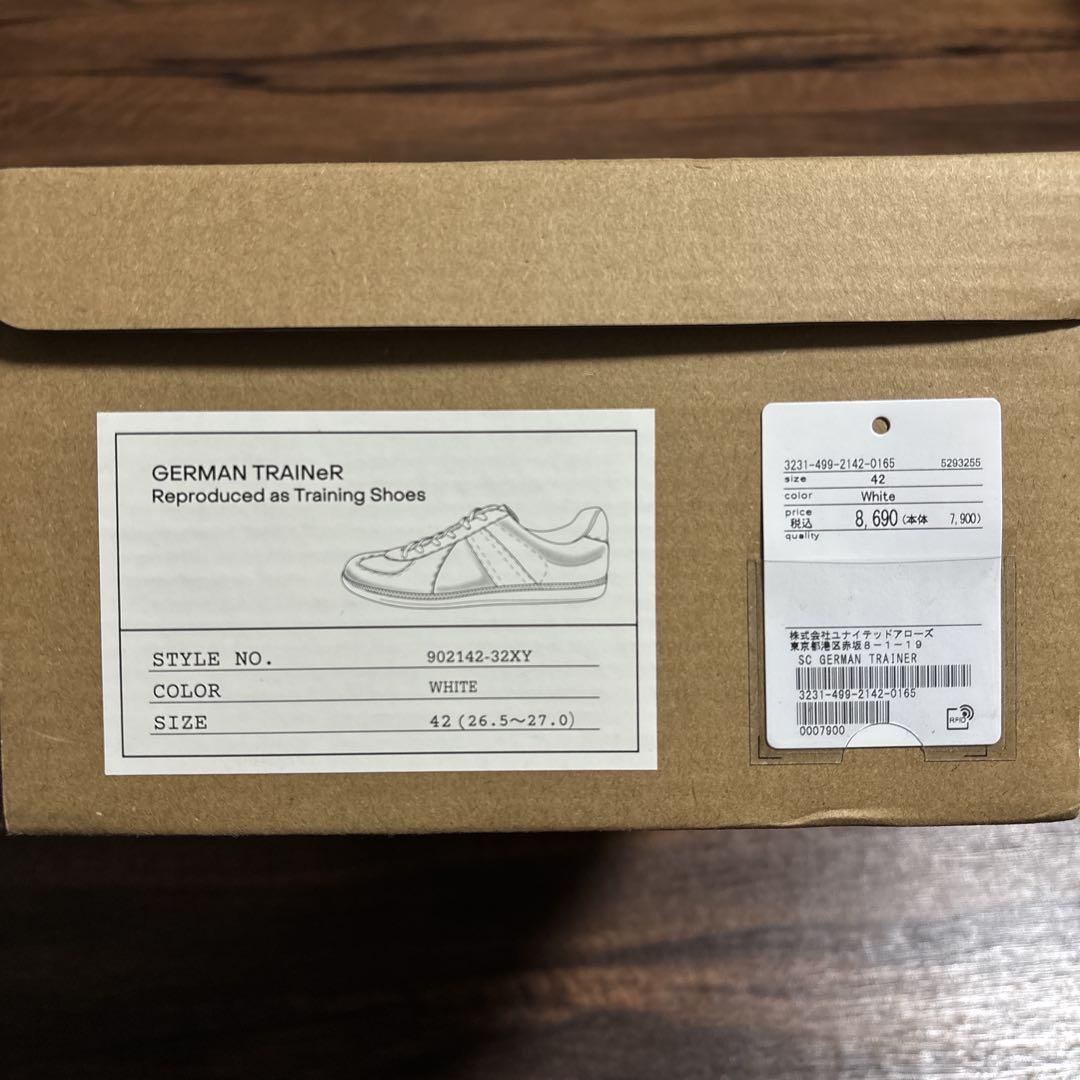 GERMAN TRAINeR
Reproduced as Training Shoes
STYLE NO. 902142-32XY
COLOR WHITE
SIZE 42 (26.5～27.0)
3231-499-2142-0165 5293255
size 42
color White
price
税込 8,690 (本体 7,900)
quality
株式会社ユナイテッドアローズ
東京都港区赤坂8-1-19
SC GERMAN TRAINER
3231-499-2142-0165
0007900
RFID